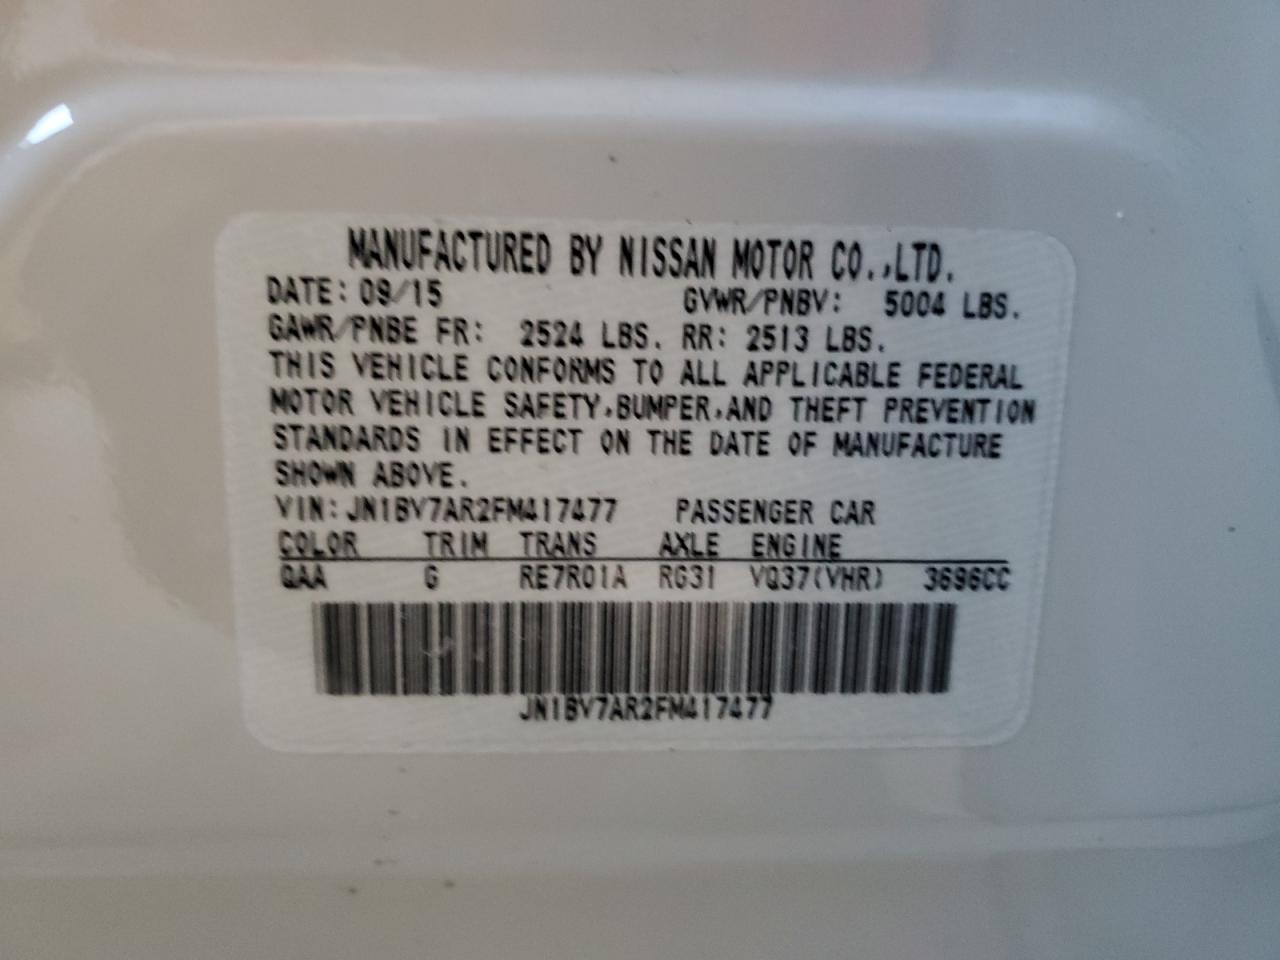 MANUFACTURED BY NISSAN MOTOR CO.,LTD.
DATE: 09/15 GVWR/PNBV: 5004 LBS.
GAWR/PNBE FR: 2524 LBS. RR: 2513 LBS.
THIS VEHICLE CONFORMS TO ALL APPLICABLE FEDERAL
MOTOR VEHICLE SAFETY,BUMPER,AND THEFT PREVENTION
STANDARDS IN EFFECT ON THE DATE OF MANUFACTURE
SHOWN ABOVE.
VIN:JN1BV7AR2FM417477 PASSENGER CAR
COLOR TRIM TRANS AXLE ENGINE
QAA G RE7R01A RG31 VQ37(VHR) 3696CC
JN1BV7AR2FM417477